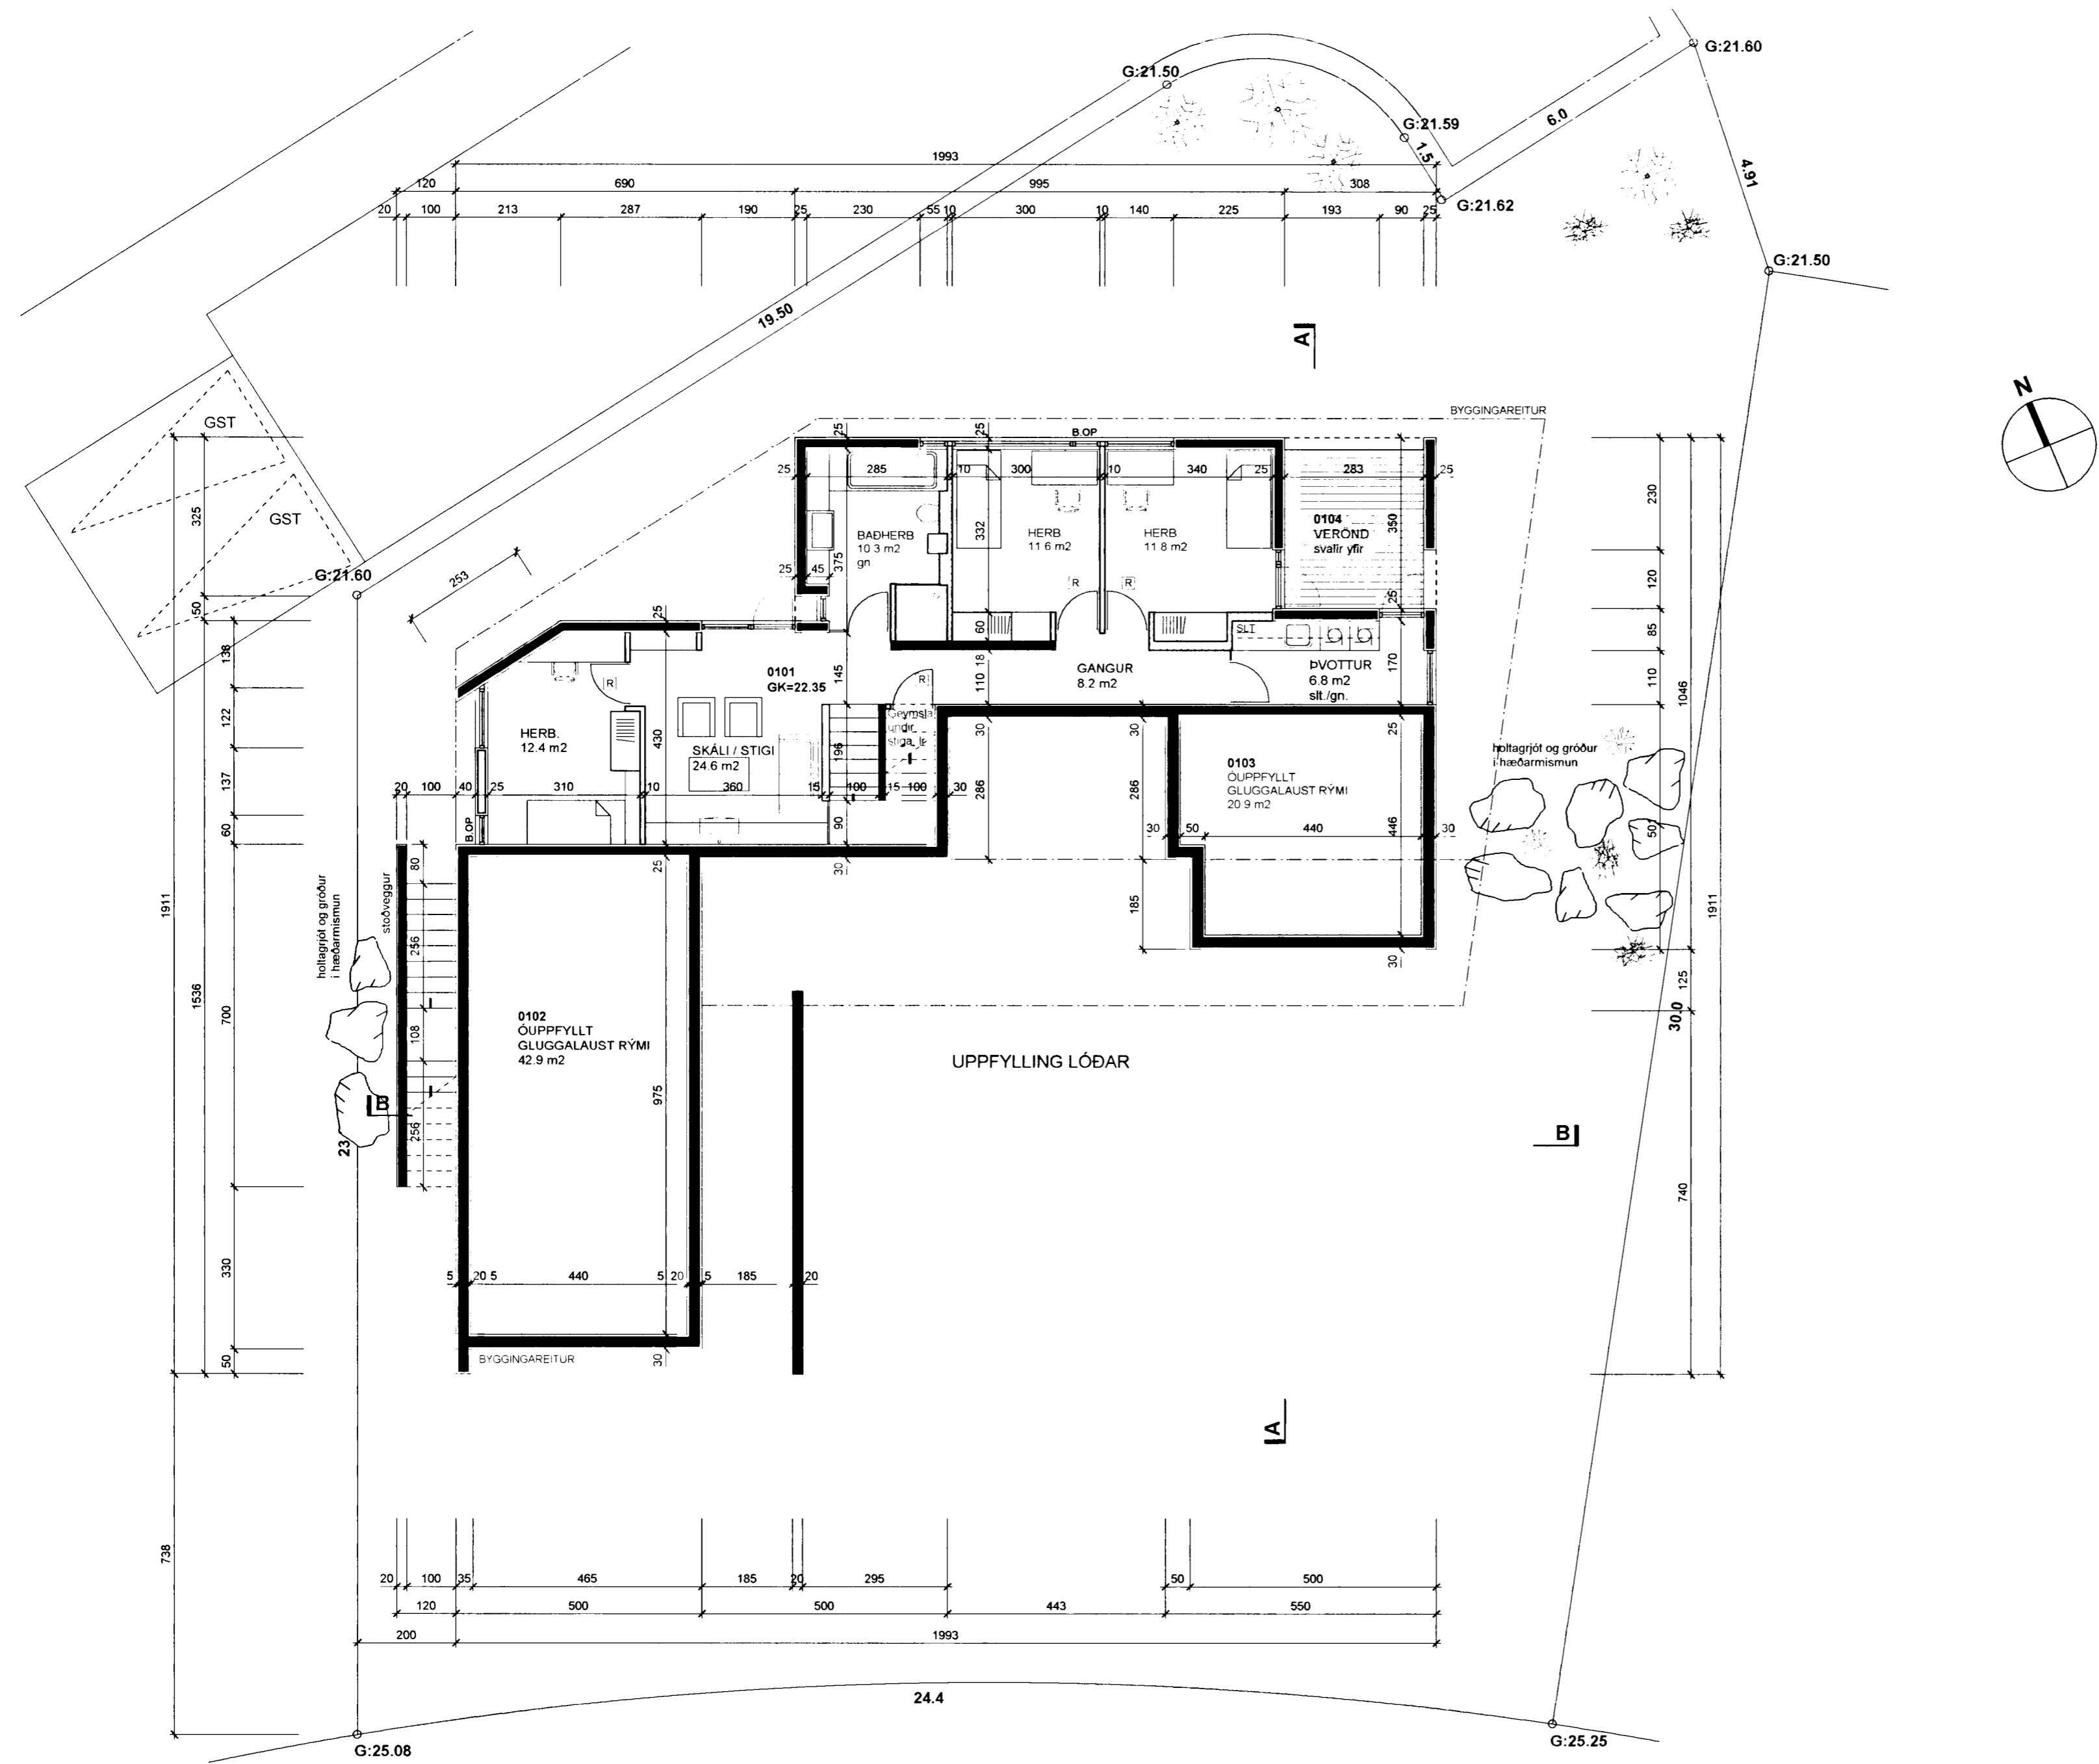 G:21.60
G:21.50
G:21.59
6.0
1.5
4.91
1993
120
690
995
308
20
100
213
287
190
25
230
55
10
300
10
140
225
193
90
25
G:21.62
G:21.50
19.50
A
N
GST
GST
BYGGINGAREITUR
G:21.60
253
B.OP
25
25
25
285
10
300
10
340
25
283
25
332
375
350
BAÐHERB
10.3 m2
gn
HERB
11.6 m2
HERB
11.8 m2
0104
VERÖND
svalir yfir
25
45
R
R
25
25
60
SLT
18
110
145
170
0101
GK=22.35
GANGUR
8.2 m2
ÞVOTTUR
6.8 m2
slt./gn.
R
R
Geymsla
undir
stiga, lr
HERB.
12.4 m2
430
SKÁLI / STIGI
24.6 m2
196
30
30
25
286
286
0103
ÓUPPFYLLT
GLUGGALAUST RÝMI
20.9 m2
20
100
40
25
310
10
360
15
100
15
100
30
B.OP
90
30
50
440
446
30
25
30
185
30
holtagrjót og gróður
í hæðarmismun
325
50
138
122
137
60
1911
1536
700
330
50
738
230
120
85
110
50
1046
1911
125
30.0
740
holtagrjót og gróður
í hæðarmismun
stoðveggur
80
256
108
256
23
B
B
0102
ÓUPPFYLLT
GLUGGALAUST RÝMI
42.9 m2
975
UPPFYLLING LÓÐAR
5
20
5
440
5
20
5
185
20
BYGGINGAREITUR
30
A
20
100
35
465
185
20
295
50
500
120
500
500
443
550
200
1993
24.4
G:25.08
G:25.25